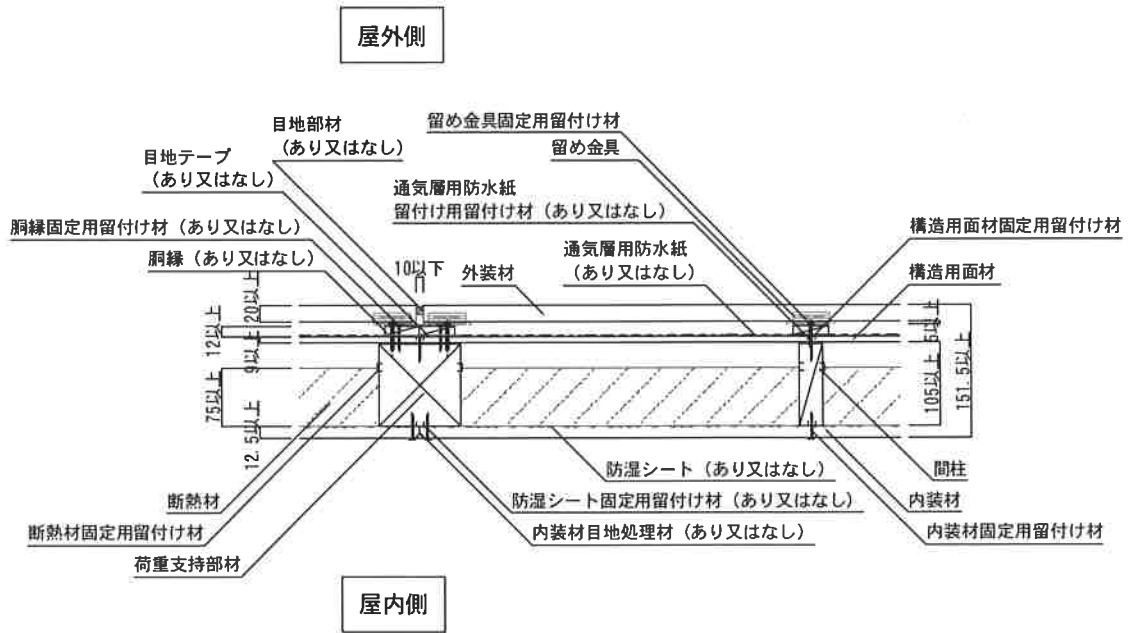 屋外側
目地部材
(あり又はなし)
留め金具固定用留付け材
留め金具
目地テープ
(あり又はなし)
通気層用防水紙
留付け用留付け材(あり又はなし)
胴縁固定用留付け材(あり又はなし)
構造用面材固定用留付け材
通気層用防水紙
(あり又はなし)
胴縁(あり又はなし)
10以下
外装材
構造用面材
20以上
12以上
9以上
75以上
12.5以上
5以上
105以上
151.5以上
防湿シート(あり又はなし)
間柱
断熱材
防湿シート固定用留付け材(あり又はなし)
内装材
断熱材固定用留付け材
内装材目地処理材(あり又はなし)
内装材固定用留付け材
荷重支持部材
屋内側